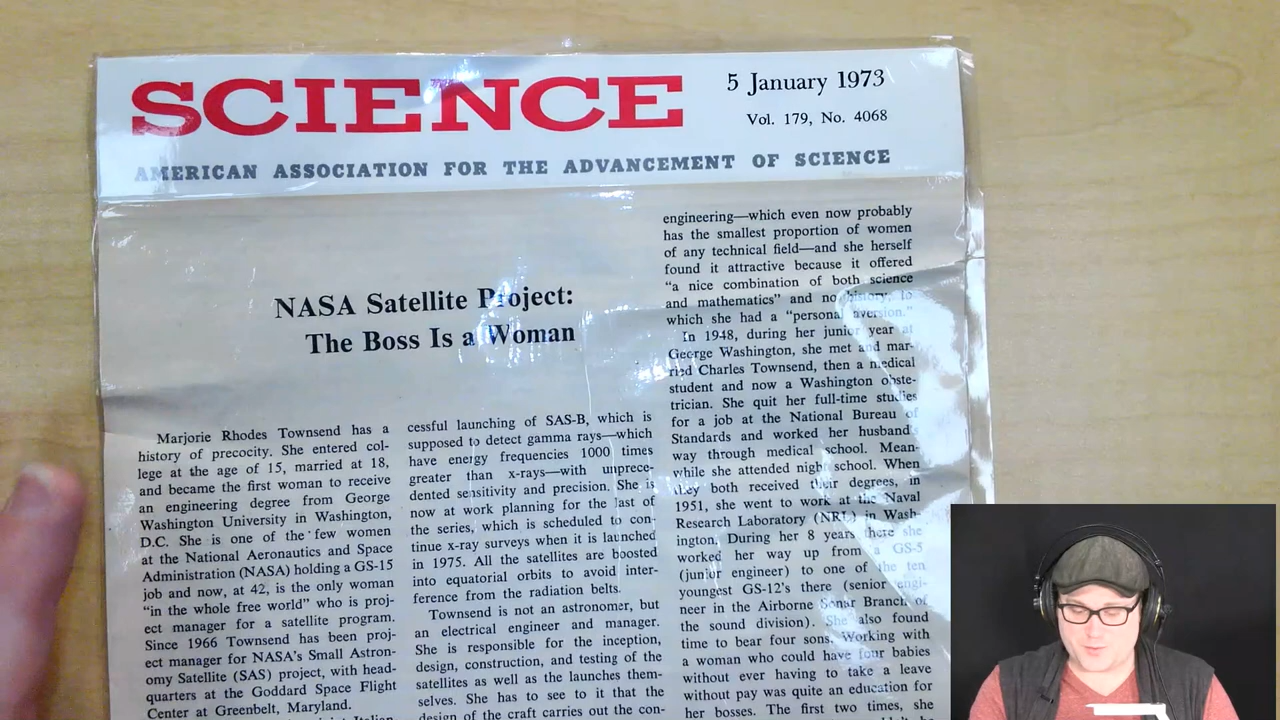 SCIENCE
5 January 1973
Vol. 179, No. 4068
AMERICAN ASSOCIATION FOR THE ADVANCEMENT OF SCIENCE
NASA Satellite Project:
The Boss Is a Woman
Marjorie Rhodes Townsend has a
history of precocity. She entered col-
lege at the age of 15, married at 18,
and became the first woman to receive
an engineering degree from George
Washington University in Washington,
D.C. She is one of the few women
at the National Aeronautics and Space
Administration (NASA) holding a GS-15
job and now, at 42, is the only woman
"in the whole free world" who is proj-
ect manager for a satellite program.
Since 1966 Townsend has been proj-
ect manager for NASA's Small Astron-
omy Satellite (SAS) project, with head-
quarters at the Goddard Space Flight
Center at Greenbelt, Maryland.
Italian
cessful launching of SAS-B, which is
supposed to detect gamma rays—which
have energy frequencies 1000 times
greater than x-rays—with unprece-
dented sensitivity and precision. She is
now at work planning for the last of
the series, which is scheduled to con-
tinue x-ray surveys when it is launched
in 1975. All the satellites are boosted
into equatorial orbits to avoid inter-
ference from the radiation belts.
Townsend is not an astronomer, but
an electrical engineer and manager.
She is responsible for the inception,
design, construction, and testing of the
satellites as well as the launches them-
selves. She has to see to it that the
design of the craft carries out the con-
engineering—which even now probably
has the smallest proportion of women
of any technical field—and she herself
found it attractive because it offered
"a nice combination of both science
and mathematics" and no history, to
which she had a "personal aversion."
In 1948, during her junior year at
George Washington, she met and mar-
ried Charles Townsend, then a medical
student and now a Washington obste-
trician. She quit her full-time studies
for a job at the National Bureau of
Standards and worked her husband's
way through medical school. Mean-
while she attended night school. When
they both received their degrees, in
1951, she went to work at the Naval
Research Laboratory (NRL) in Wash-
ington. During her 8 years there she
worked her way up from a GS-5
(junior engineer) to one of the ten
youngest GS-12's there (senior engi-
neer in the Airborne Sonar Branch of
the sound division). She also found
time to bear four sons. Working with
a woman who could have four babies
without ever having to take a leave
without pay was quite an education for
her bosses. The first two times, she